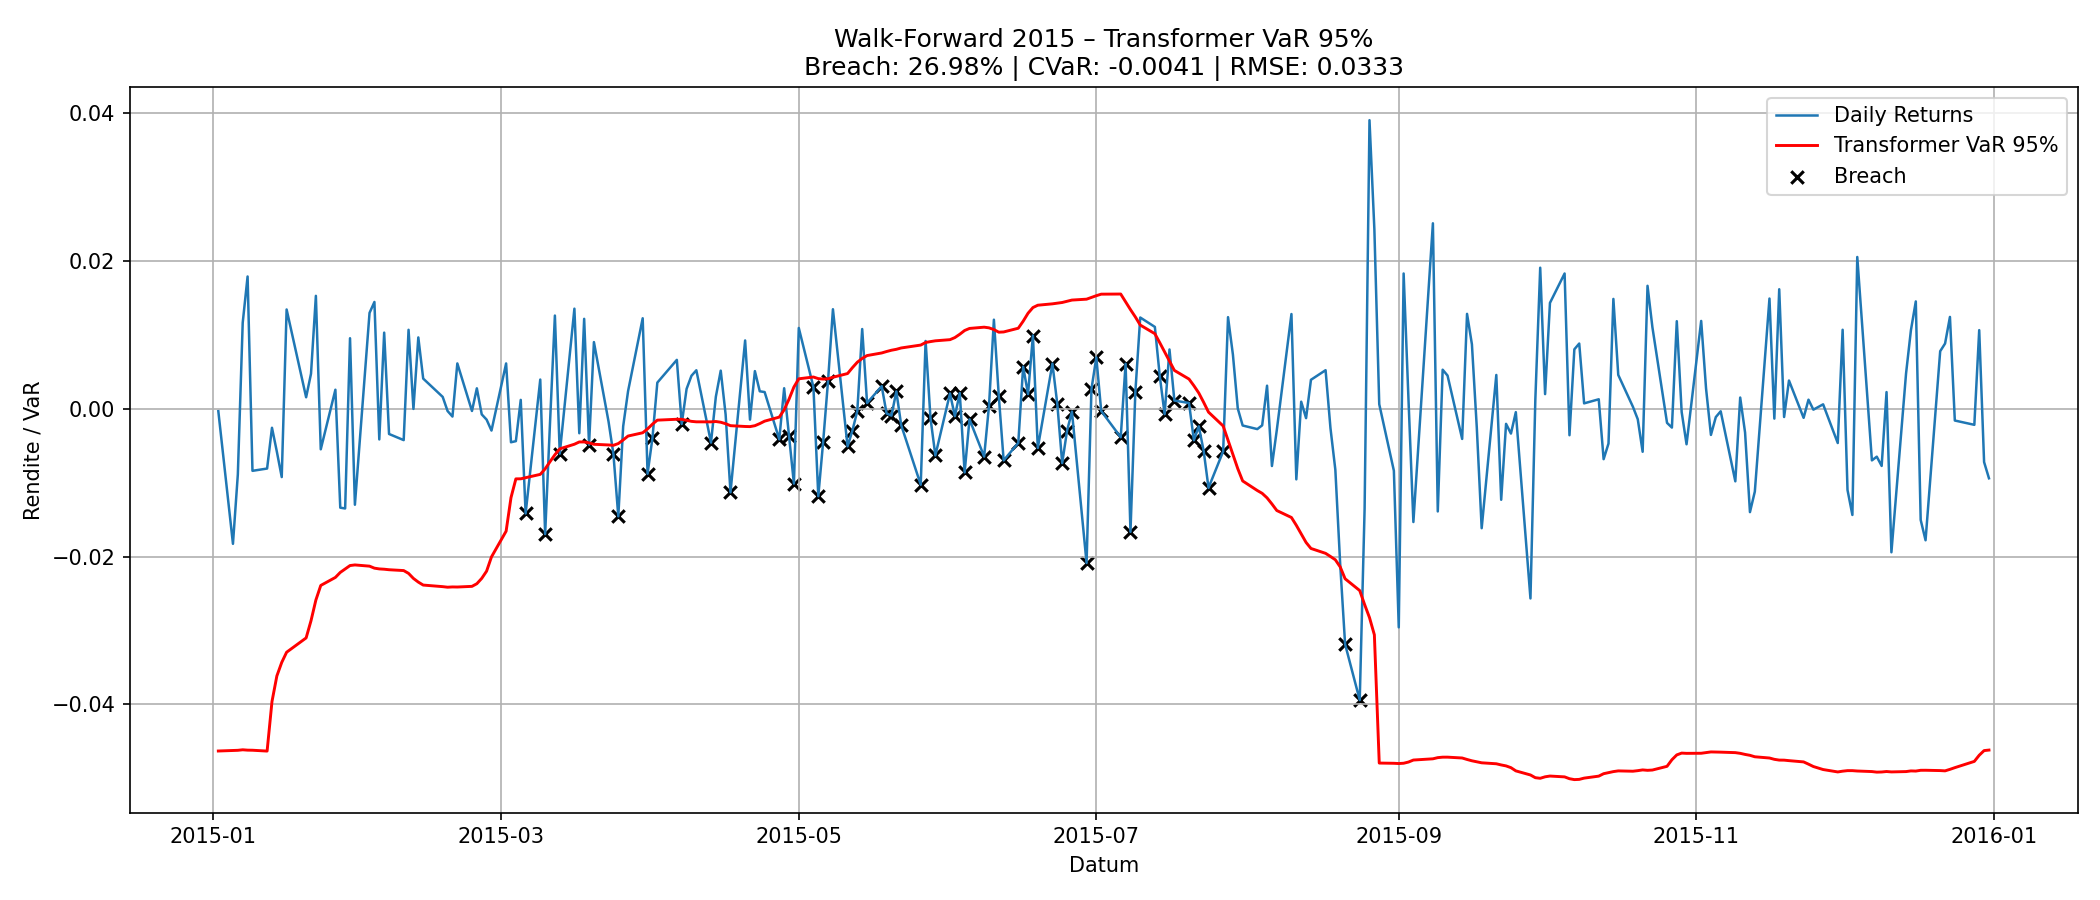 Walk-Forward 2015 – Transformer VaR 95%
Breach: 26.98% | CVaR: -0.0041 | RMSE: 0.0333
Daily Returns
Transformer VaR 95%
Breach
Rendite / VaR
0.04
0.02
0.00
−0.02
−0.04
2015-01
2015-03
2015-05
2015-07
2015-09
2015-11
2016-01
Datum